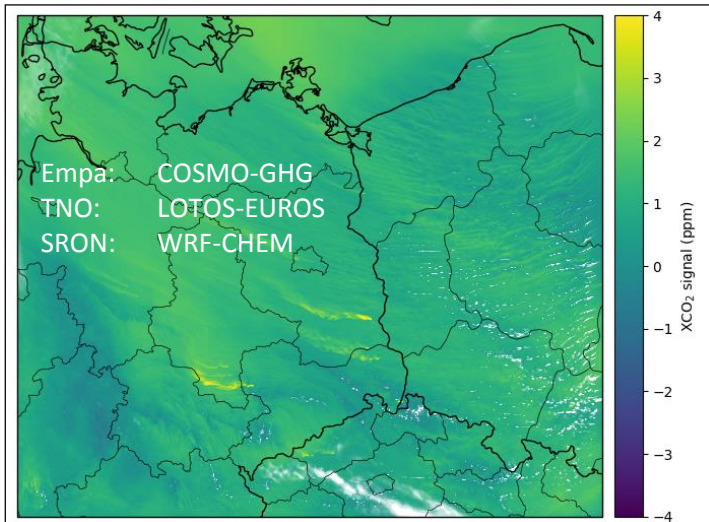 Empa: COSMO-GHG
TNO: LOTOS-EUROS
SRON: WRF-CHEM
4
3
2
1
0
−1
−2
−3
−4
XCO₂ signal (ppm)